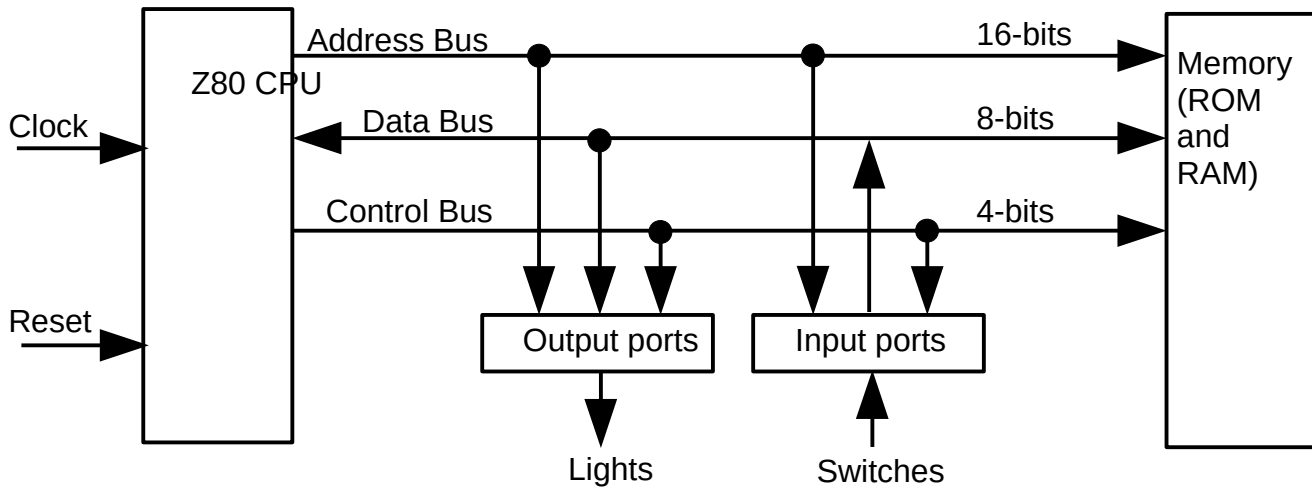 Address Bus
16-bits
Z80 CPU
Memory
(ROM
and
RAM)
Clock
Data Bus
8-bits
Control Bus
4-bits
Reset
Output ports
Input ports
Lights
Switches